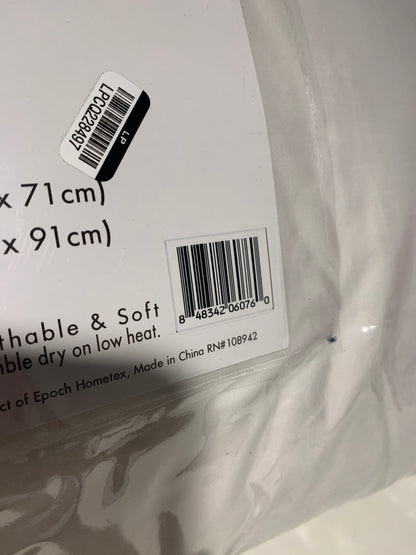 LPCQ228497
LP
x 71cm)
x 91cm)
8 48342 06076 0
thable & Soft
ble dry on low heat.
ct of Epoch Hometex, Made in China RN#108942